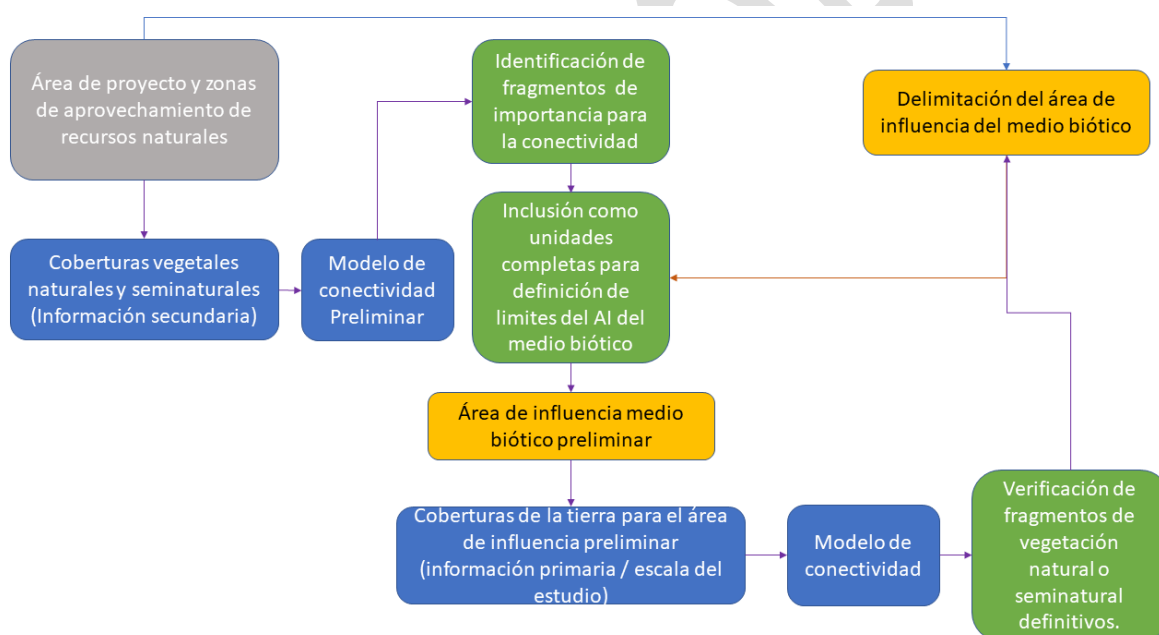 Área de proyecto y zonas
de aprovechamiento de
recursos naturales
Identificación de
fragmentos de
importancia para
la conectividad
Delimitación del área de
influencia del medio biótico
Coberturas vegetales
naturales y seminaturales
(Información secundaria)
Modelo de
conectividad
Preliminar
Inclusión como
unidades
completas para
definición de
limites del AI del
medio biótico
Área de influencia medio
biótico preliminar
Coberturas de la tierra para el área
de influencia preliminar
(información primaria / escala del
estudio)
Modelo de
conectividad
Verificación de
fragmentos de
vegetación
natural o
seminatural
definitivos.